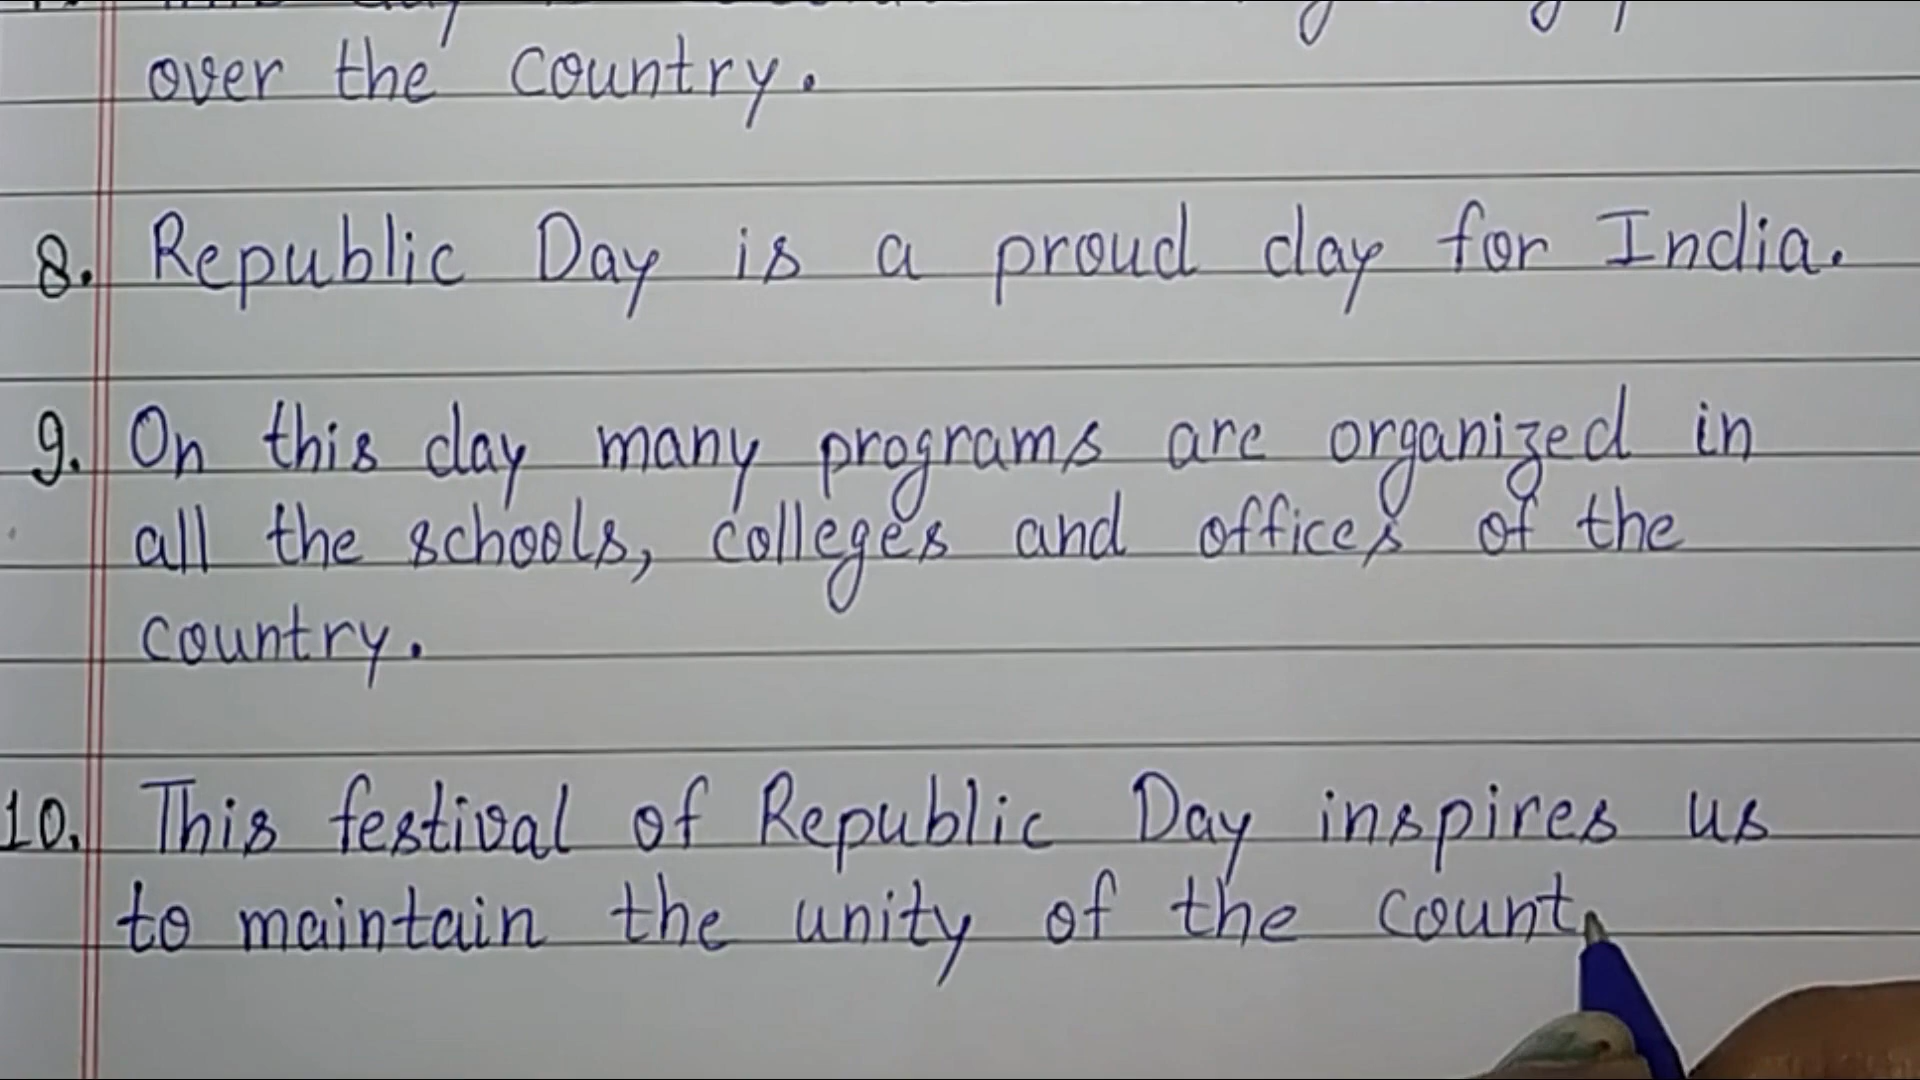 over the country.
8. Republic Day is a proud day for India.
9. On this day many programs are organized in
all the schools, colleges and offices of the
country.
10. This festival of Republic Day inspires us
to maintain the unity of the count